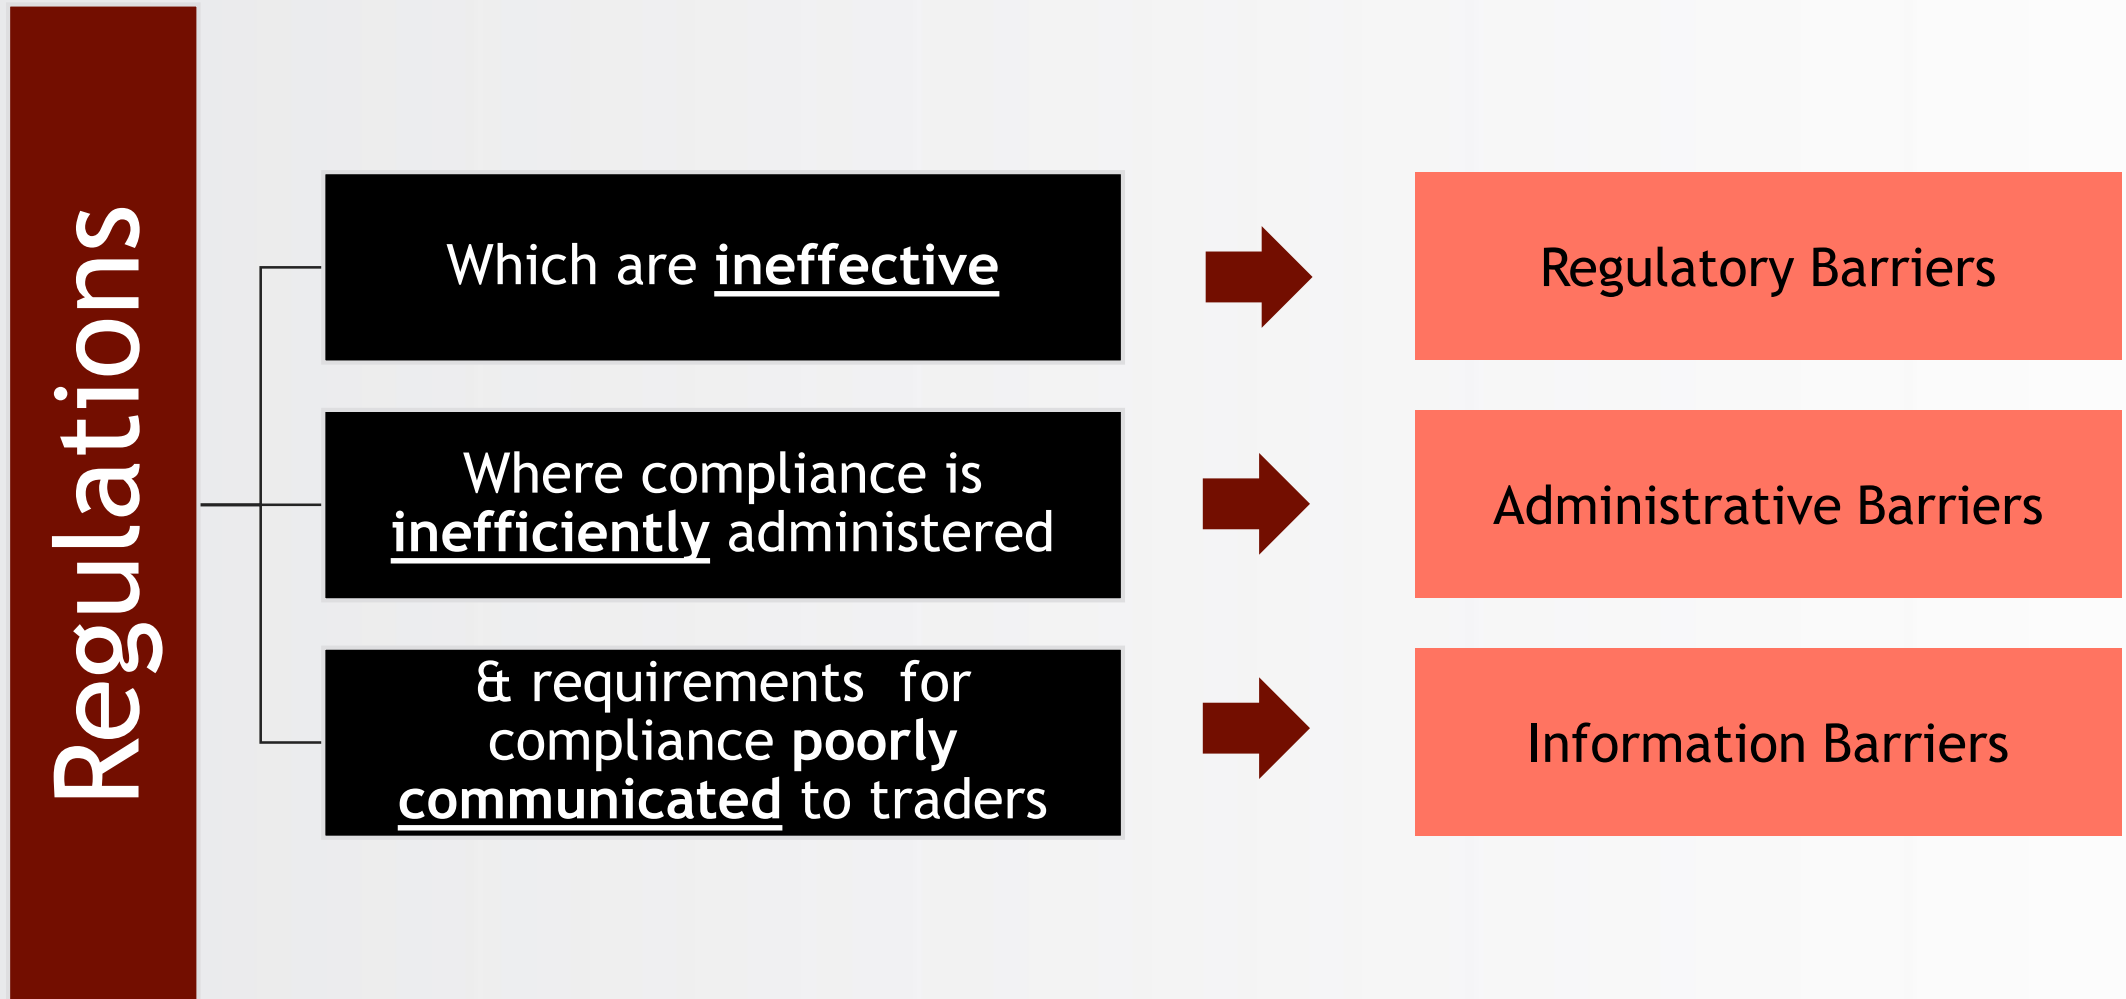 Regulations
Which are ineffective
Regulatory Barriers
Where compliance is
inefficiently administered
Administrative Barriers
& requirements  for
compliance poorly
communicated to traders
Information Barriers